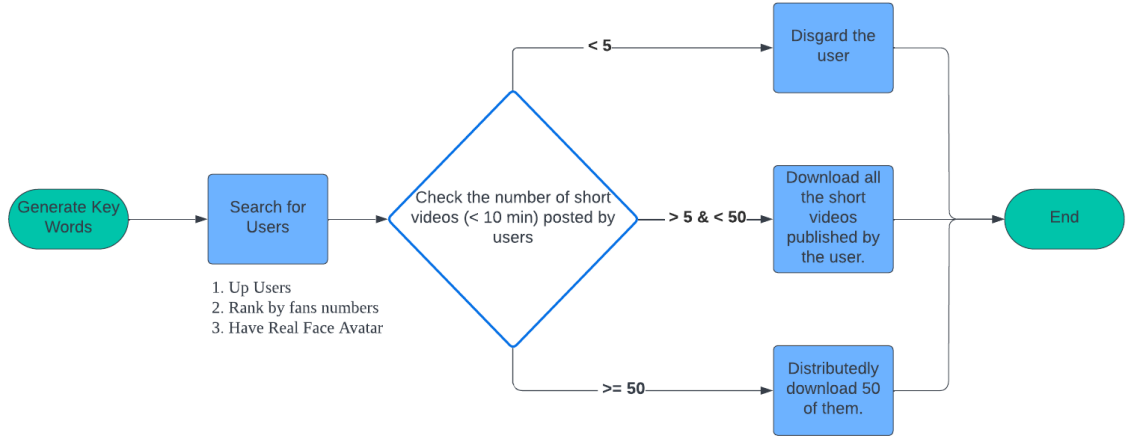 Generate Key
Words
Search for
Users
1. Up Users
2. Rank by fans numbers
3. Have Real Face Avatar
Check the number of short
videos (< 10 min) posted by
users
< 5
Disgard the
user
> 5 & < 50
Download all
the short
videos
published by
the user.
>= 50
Distributedly
download 50
of them.
End